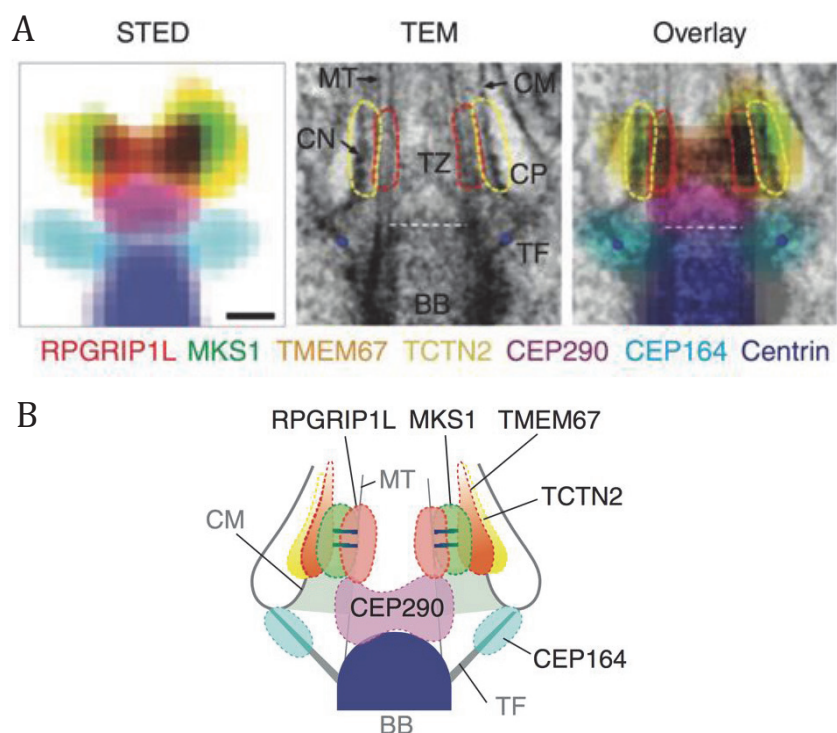 A
STED TEM Overlay
MT CM
CN
TZ CP
TF
BB
RPGRIP1L MKS1 TMEM67 TCTN2 CEP290 CEP164 Centrin
B
RPGRIP1L MKS1 TMEM67
MT
TCTN2
CM
CEP290
CEP164
TF
BB